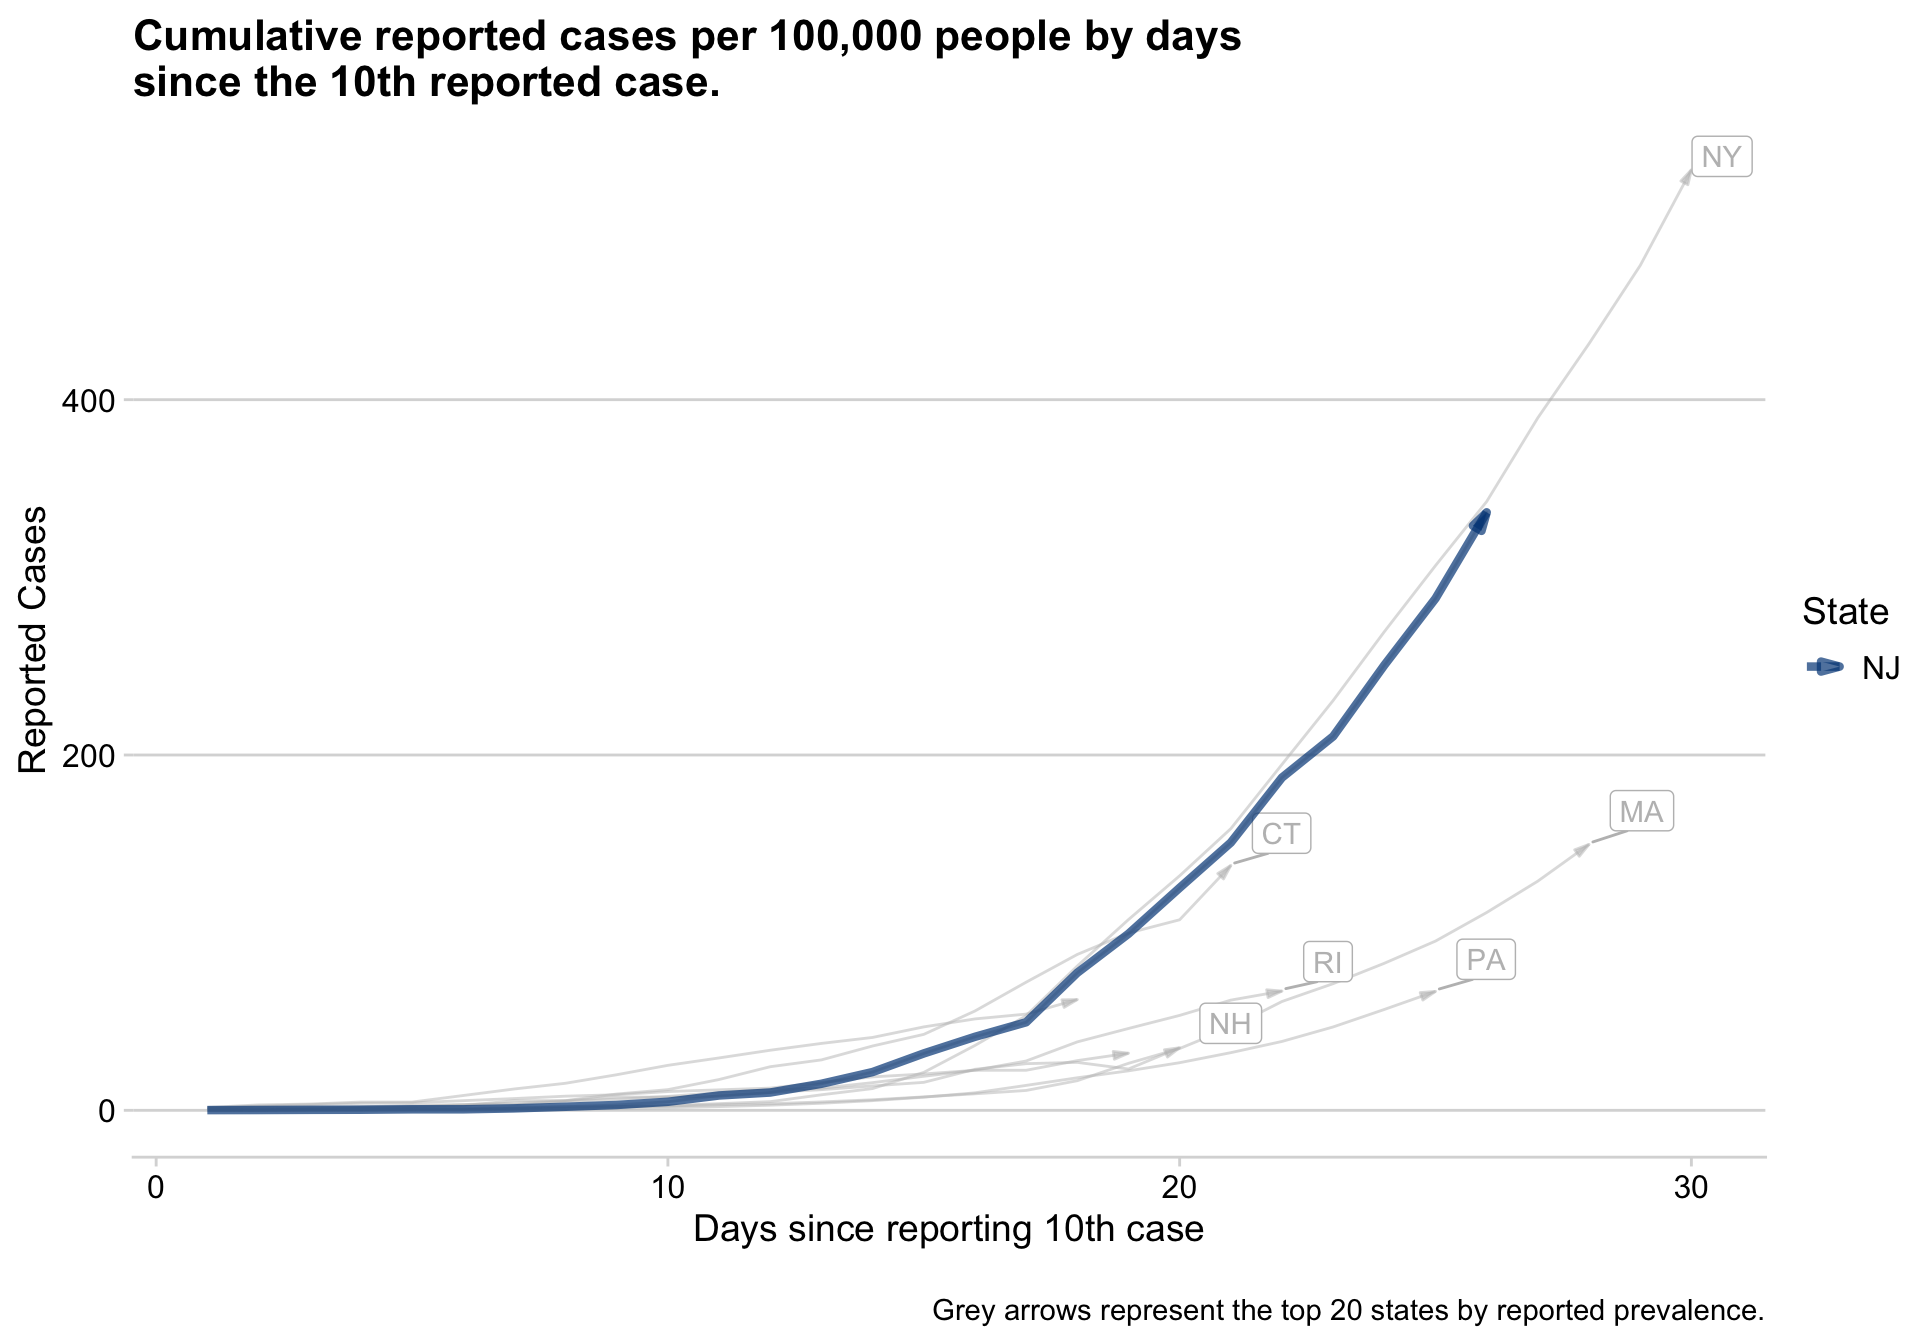 Cumulative reported cases per 100,000 people by days
since the 10th reported case.
NY
400
Reported Cases
State
NJ
200
MA
CT
RI
PA
NH
0
0
10
20
30
Days since reporting 10th case
Grey arrows represent the top 20 states by reported prevalence.